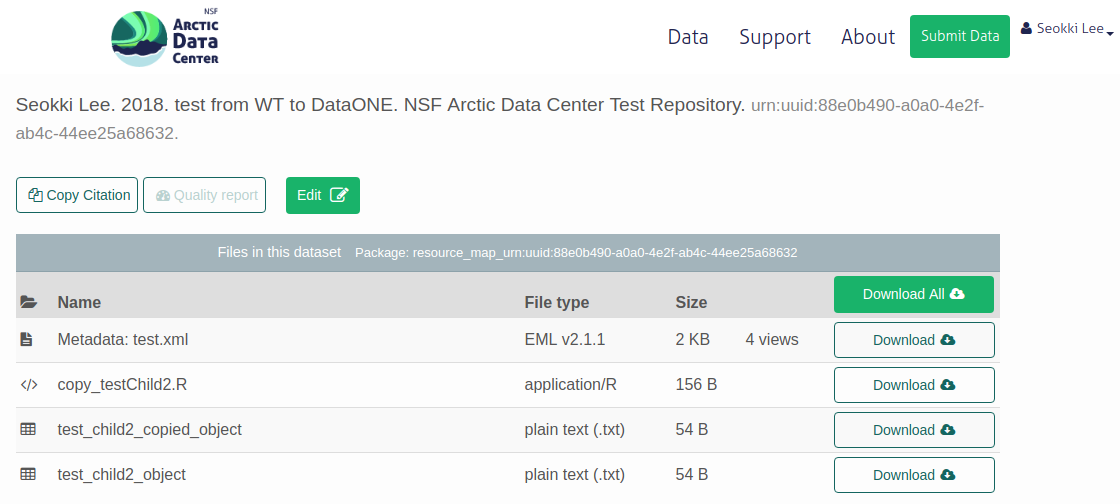 NSF
ARCTIC
DATA
CENTER
Data Support About Submit Data Seokki Lee
Seokki Lee. 2018. test from WT to DataONE. NSF Arctic Data Center Test Repository. urn:uuid:88e0b490-a0a0-4e2f-
ab4c-44ee25a68632.
Copy Citation Quality report Edit
Files in this dataset Package: resource_map_urn:uuid:88e0b490-a0a0-4e2f-ab4c-44ee25a68632
Name File type Size Download All
Metadata: test.xml EML v2.1.1 2 KB 4 views Download
</> copy_testChild2.R application/R 156 B Download
test_child2_copied_object plain text (.txt) 54 B Download
test_child2_object plain text (.txt) 54 B Download